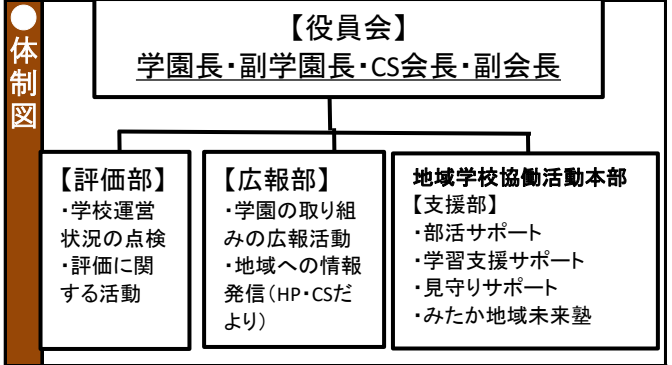 ●体制図
【役員会】
学園長・副学園長・CS会長・副会長
【評価部】
・学校運営
状況の点検
・評価に関
する活動
【広報部】
・学園の取り組
みの広報活動
・地域への情報
発信(HP・CSだ
より)
地域学校協働活動本部
【支援部】
・部活サポート
・学習支援サポート
・見守りサポート
・みたか地域未来塾